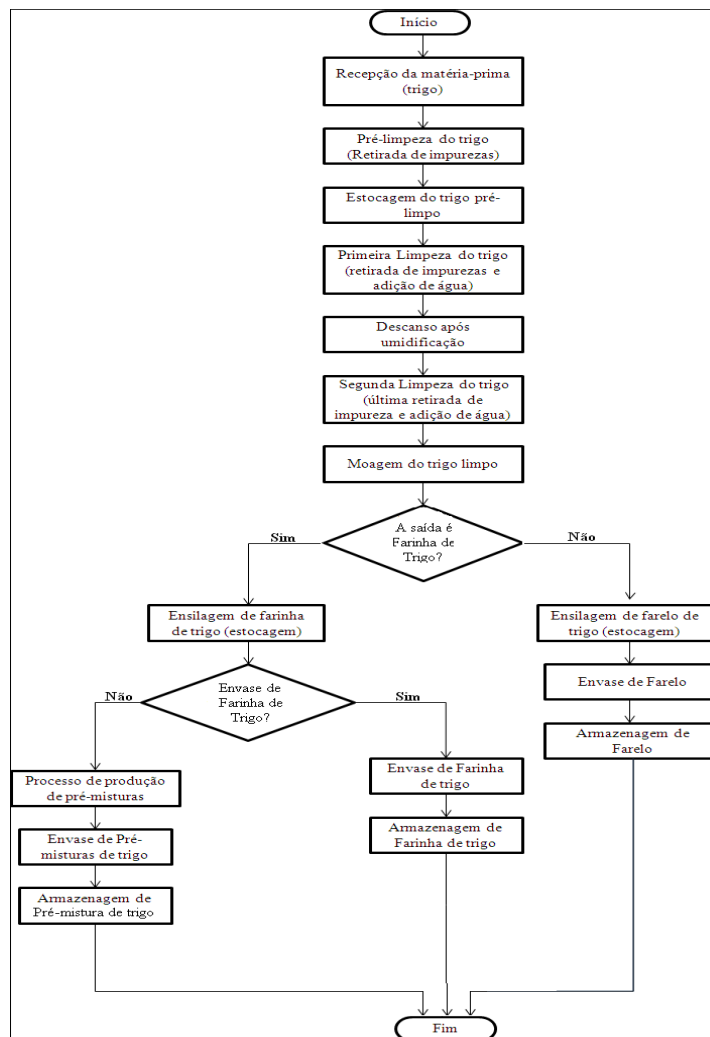 Início
Recepção da matéria-prima
(trigo)
Pré-limpeza do trigo
(Retirada de impurezas)
Estocagem do trigo pré-
limpo
Primeira Limpeza do trigo
(retirada de impurezas e
adição de água)
Descanso após
umidificação
Segunda Limpeza do trigo
(última retirada de
impureza e adição de água)
Moagem do trigo limpo
A saída é
Farinha de
Trigo?
Sim
Não
Ensilagem de farinha
de trigo (estocagem)
Ensilagem de farelo de
trigo (estocagem)
Envase de
Farinha de
Trigo?
Não
Sim
Envase de Farelo
Armazenagem de
Farelo
Processo de produção
de pré-misturas
Envase de Farinha
de trigo
Envase de Pré-
misturas de trigo
Armazenagem de
Farinha de trigo
Armazenagem de
Pré-mistura de trigo
Fim